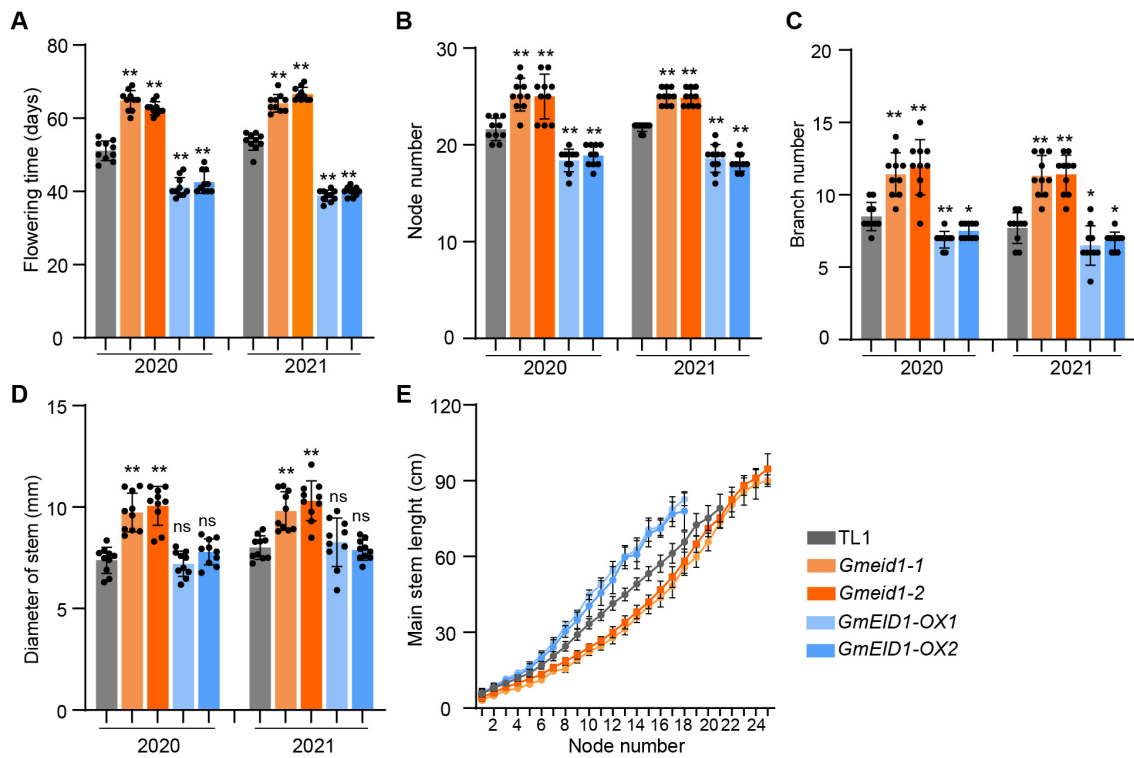 A
Flowering time (days)
80
60
40
20
0
** ** ** ** ** ** ** **
2020 2021
B
Node number
30
20
10
0
** ** ** ** ** ** ** **
2020 2021
C
Branch number
20
15
10
5
0
** ** ** * ** ** * *
2020 2021
D
Diameter of stem (mm)
15
10
5
0
** ** ns ns ** ** ns ns
2020 2021
E
Main stem lenght (cm)
120
90
60
30
0
2 4 6 8 10 12 14 16 18 20 22 24
Node number
TL1
Gmeid1-1
Gmeid1-2
GmEID1-OX1
GmEID1-OX2